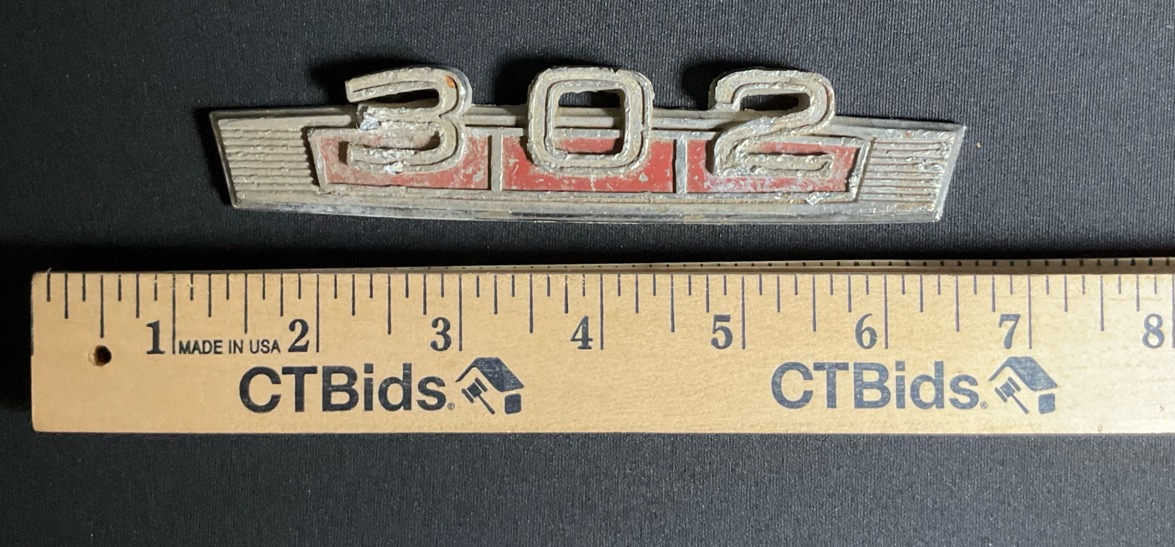 302
1 2 3 4 5 6 7 8
MADE IN USA
CTBids® CTBids®